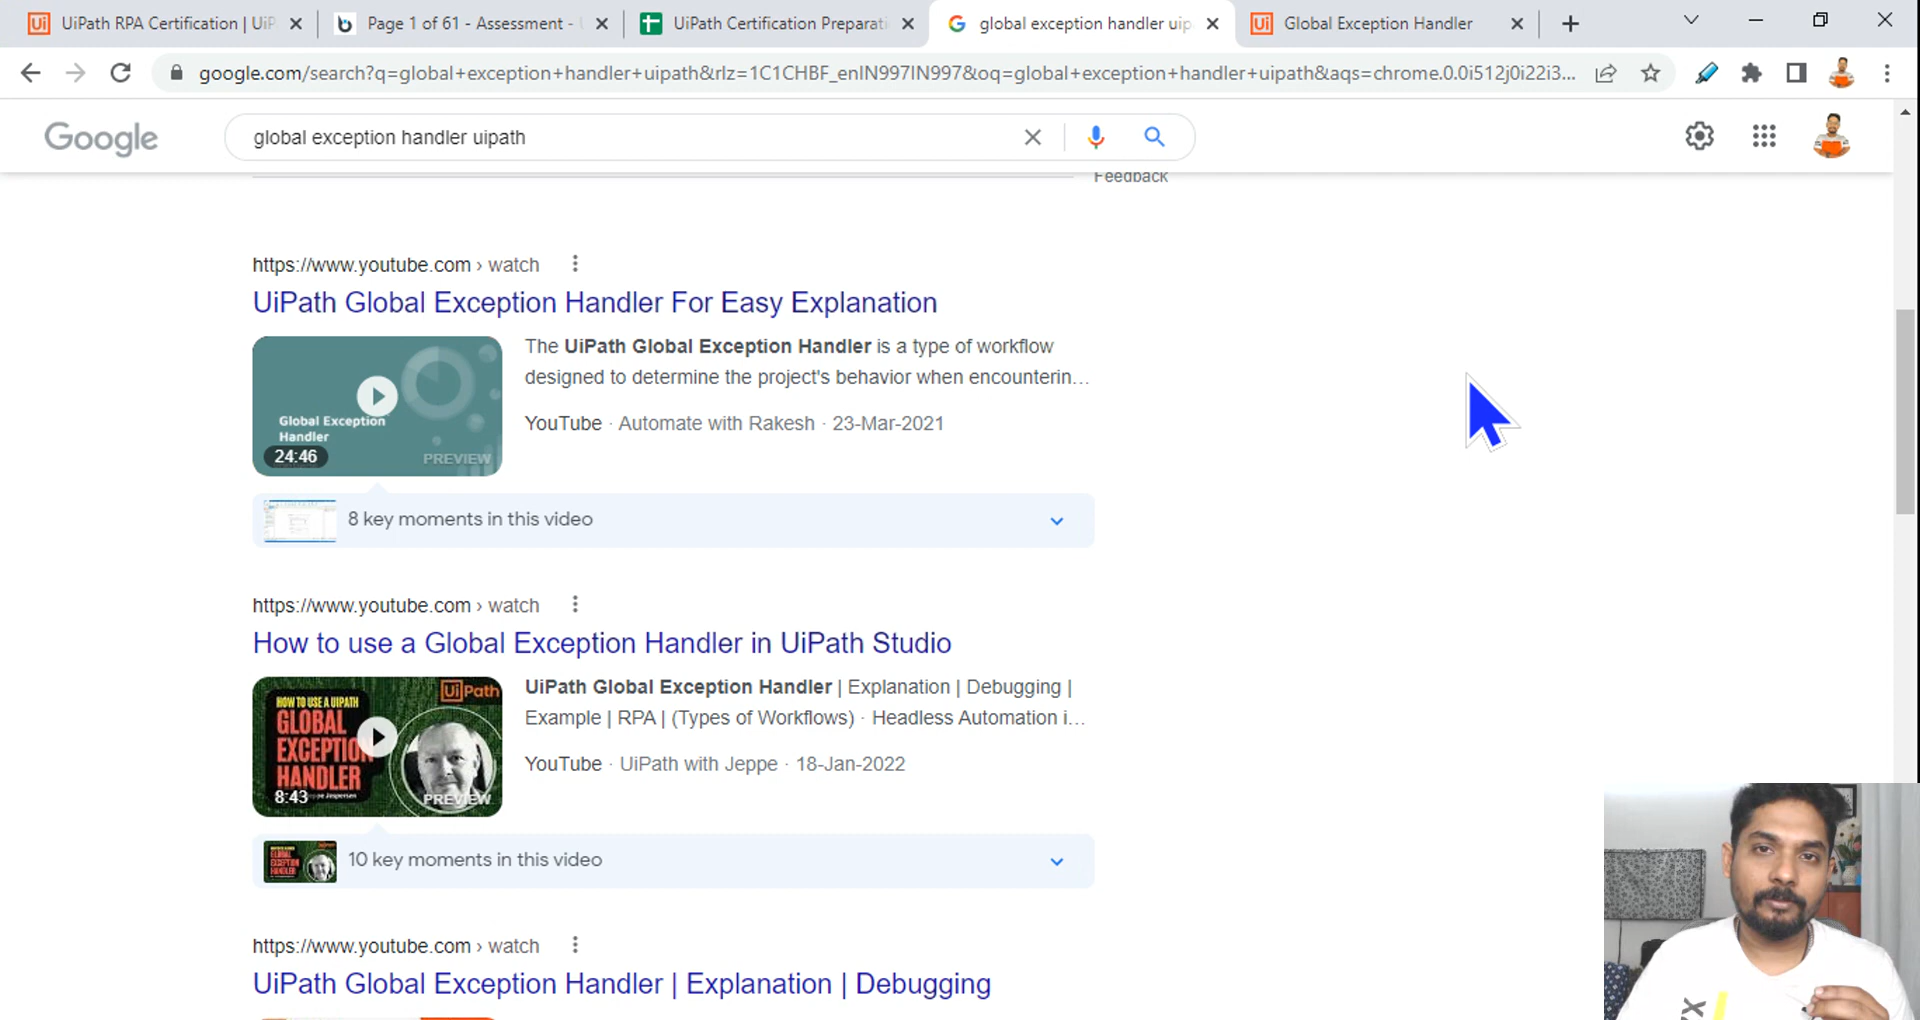 UiPath RPA Certification | UiP
Page 1 of 61 - Assessment -
UiPath Certification Preparati
global exception handler uip
Global Exception Handler
google.com/search?q=global+exception+handler+uipath&rlz=1C1CHBF_enIN997IN997&oq=global+exception+handler+uipath&aqs=chrome.0.0i512j0i22i3...
Google
global exception handler uipath
Feedback
https://www.youtube.com › watch
UiPath Global Exception Handler For Easy Explanation
The UiPath Global Exception Handler is a type of workflow
designed to determine the project's behavior when encounterin...
YouTube · Automate with Rakesh · 23-Mar-2021
Global Exception
Handler
24:46
PREVIEW
8 key moments in this video
https://www.youtube.com › watch
How to use a Global Exception Handler in UiPath Studio
UiPath Global Exception Handler | Explanation | Debugging |
Example | RPA | (Types of Workflows) · Headless Automation i...
YouTube · UiPath with Jeppe · 18-Jan-2022
HOW TO USE A UIPATH
GLOBAL
EXCEPTION
HANDLER
UiPath
8:43
PREVIEW
10 key moments in this video
https://www.youtube.com › watch
UiPath Global Exception Handler | Explanation | Debugging